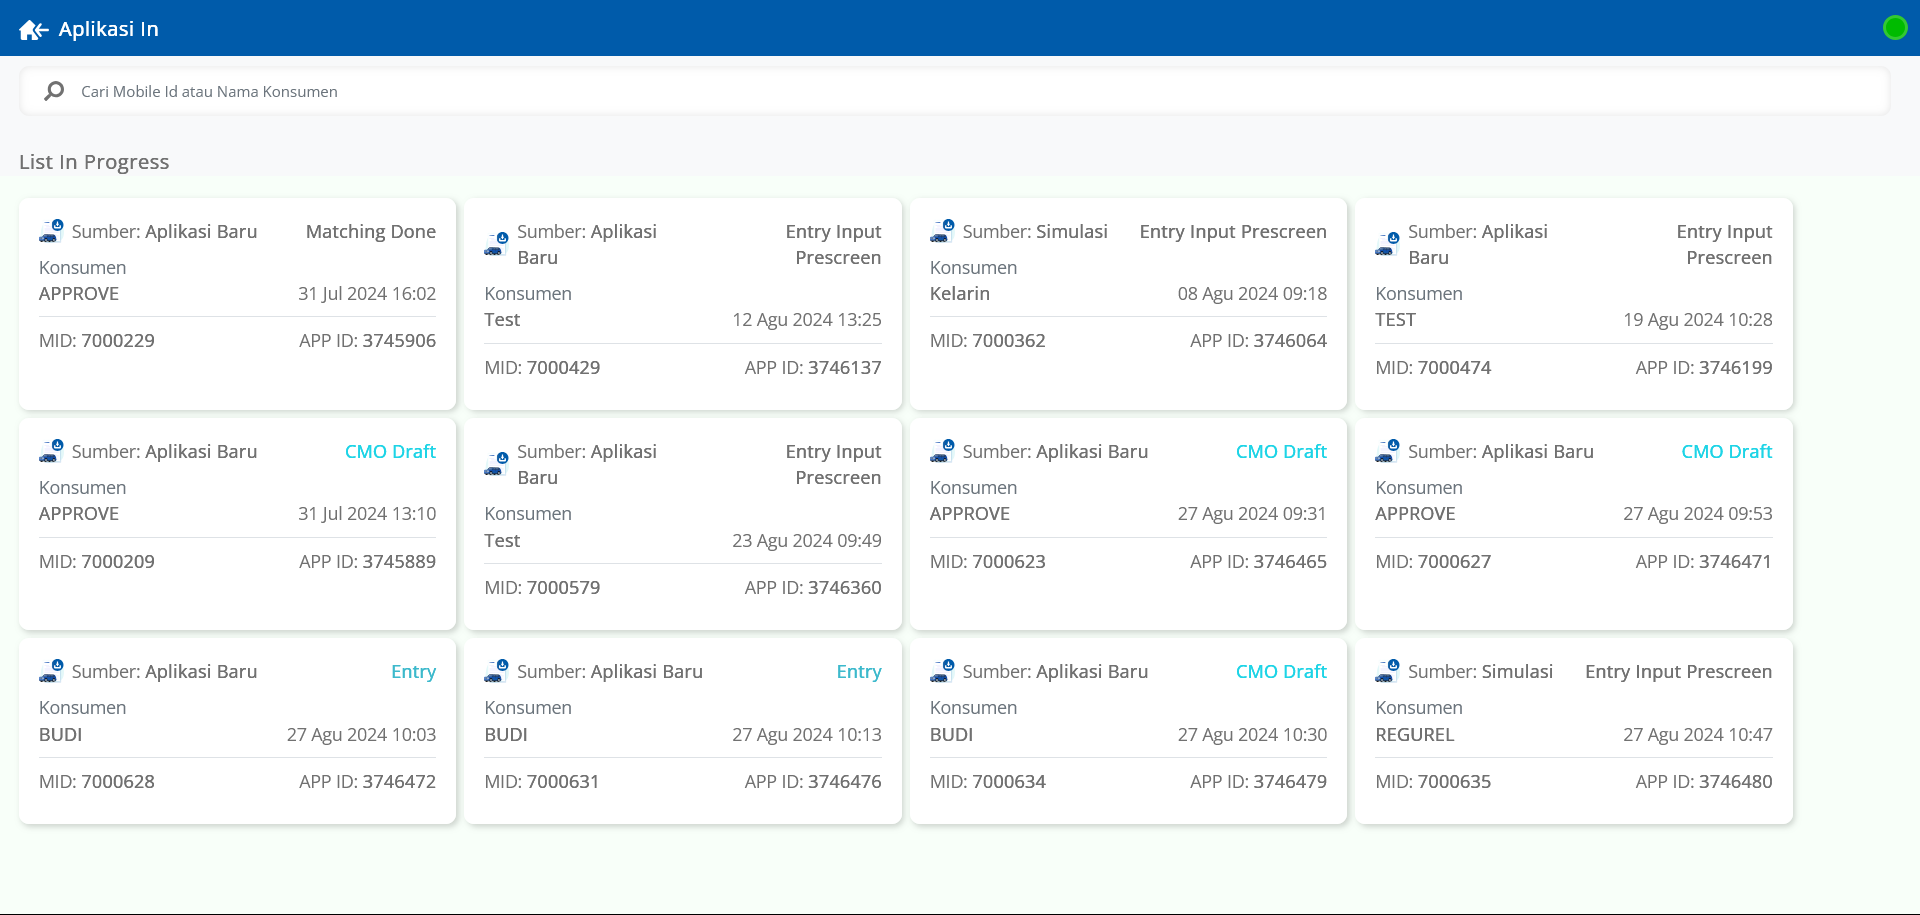 Aplikasi In
Cari Mobile Id atau Nama Konsumen
List In Progress
Sumber: Aplikasi Baru Matching Done
Konsumen
APPROVE 31 Jul 2024 16:02
MID: 7000229 APP ID: 3745906
Sumber: Aplikasi Entry Input
Baru Prescreen
Konsumen
Test 12 Agu 2024 13:25
MID: 7000429 APP ID: 3746137
Sumber: Simulasi Entry Input Prescreen
Konsumen
Kelarin 08 Agu 2024 09:18
MID: 7000362 APP ID: 3746064
Sumber: Aplikasi Entry Input
Baru Prescreen
Konsumen
TEST 19 Agu 2024 10:28
MID: 7000474 APP ID: 3746199
Sumber: Aplikasi Baru CMO Draft
Konsumen
APPROVE 31 Jul 2024 13:10
MID: 7000209 APP ID: 3745889
Sumber: Aplikasi Entry Input
Baru Prescreen
Konsumen
Test 23 Agu 2024 09:49
MID: 7000579 APP ID: 3746360
Sumber: Aplikasi Baru CMO Draft
Konsumen
APPROVE 27 Agu 2024 09:31
MID: 7000623 APP ID: 3746465
Sumber: Aplikasi Baru CMO Draft
Konsumen
APPROVE 27 Agu 2024 09:53
MID: 7000627 APP ID: 3746471
Sumber: Aplikasi Baru Entry
Konsumen
BUDI 27 Agu 2024 10:03
MID: 7000628 APP ID: 3746472
Sumber: Aplikasi Baru Entry
Konsumen
BUDI 27 Agu 2024 10:13
MID: 7000631 APP ID: 3746476
Sumber: Aplikasi Baru CMO Draft
Konsumen
BUDI 27 Agu 2024 10:30
MID: 7000634 APP ID: 3746479
Sumber: Simulasi Entry Input Prescreen
Konsumen
REGUREL 27 Agu 2024 10:47
MID: 7000635 APP ID: 3746480